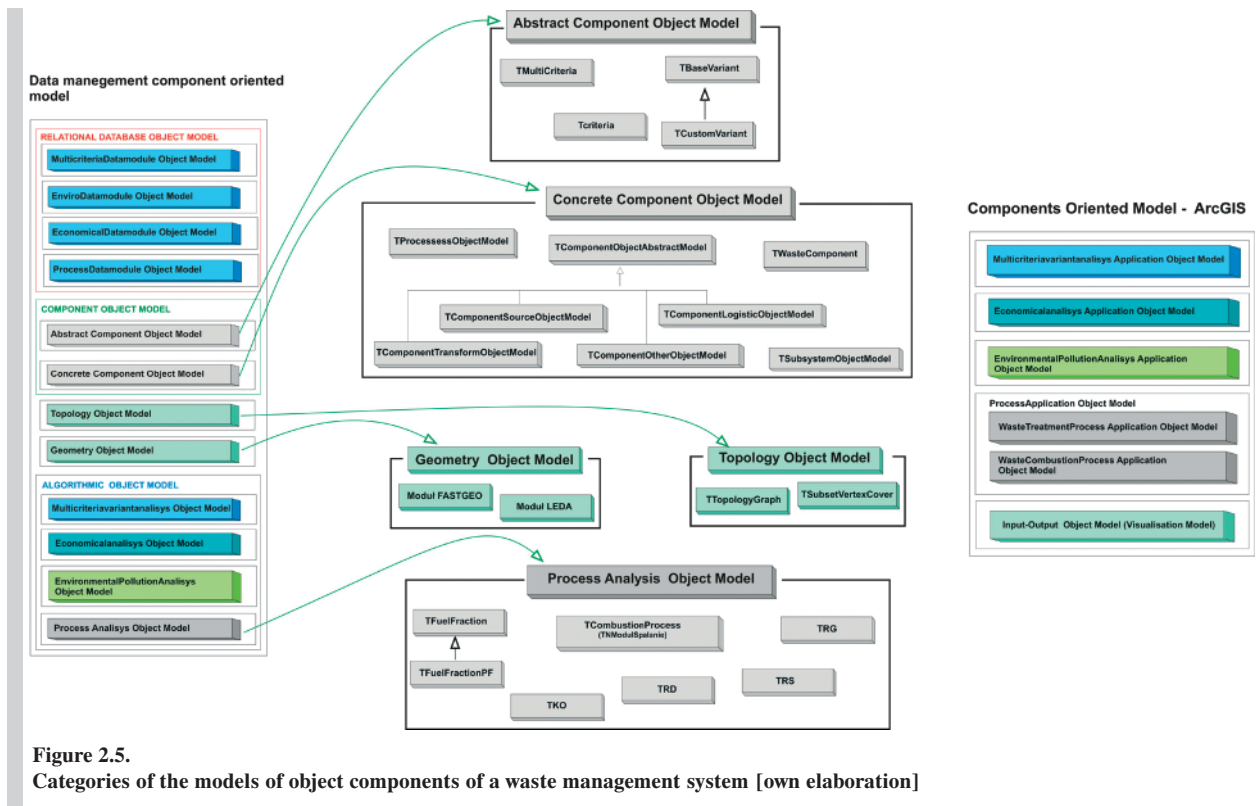 Data manegement component oriented
model
RELATIONAL DATABASE OBJECT MODEL
MulticriteriaDatamodule Object Model
EnviroDatamodule Object Model
EconomicalDatamodule Object Model
ProcessDatamodule Object Model
COMPONENT OBJECT MODEL
Abstract Component Object Model
Concrete Component Object Model
Topology Object Model
Geometry Object Model
ALGORITHMIC OBJECT MODEL
Multicriteriavariantanalisys Object Model
Economicalanalisys Object Model
EnvironmentalPollutionAnalisys
Object Model
Process Analisys Object Model
Abstract Component Object Model
TMultiCriteria
TBaseVariant
Tcriteria
TCustomVariant
Concrete Component Object Model
TProcessesObjectModel
TComponentObjectAbstractModel
TWasteComponent
TComponentSourceObjectModel
TComponentLogisticObjectModel
TComponentTransformObjectModel
TComponentOtherObjectModel
TSubsystemObjectModel
Geometry Object Model
Modul FASTGEO
Modul LEDA
Topology Object Model
TTopologyGraph
TSubsetVertexCover
Process Analysis Object Model
TFuelFraction
TCombustionProcess
(TNModulSpalanie)
TRG
TFuelFractionPF
TKO
TRD
TRS
Components Oriented Model - ArcGIS
Multicriteriavariantanalisys Application Object Model
Economicalanalisys Application Object Model
EnvironmentalPollutionAnalisys Application
Object Model
ProcessApplication Object Model
WasteTreatmentProcess Application Object Model
WasteCombustionProcess Application
Object Model
Input-Output Object Model (Visualisation Model)
Figure 2.5.
Categories of the models of object components of a waste management system [own elaboration]